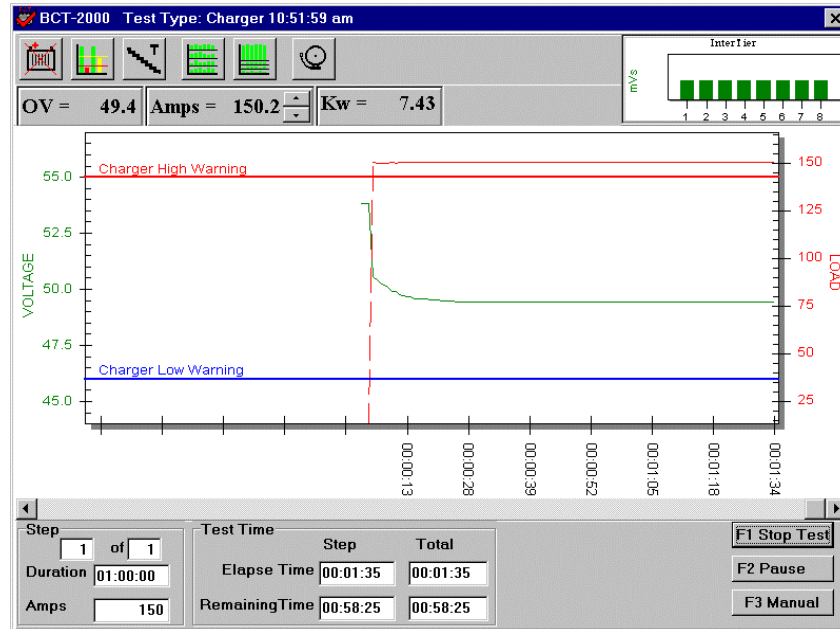 BCT-2000 Test Type: Charger 10:51:59 am
T
InterTier
mVs
1 2 3 4 5 6 7 8
OV = 49.4 Amps = 150.2 Kw = 7.43
Charger High Warning
Charger Low Warning
VOLTAGE
55.0
52.5
50.0
47.5
45.0
LOAD
150
125
100
75
50
25
00:00:13 00:00:28 00:00:39 00:00:52 00:01:05 00:01:18 00:01:34
Step
1 of 1
Duration 01:00:00
Amps 150
Test Time
Step Total
Elapse Time 00:01:35 00:01:35
RemainingTime 00:58:25 00:58:25
F1 Stop Test
F2 Pause
F3 Manual